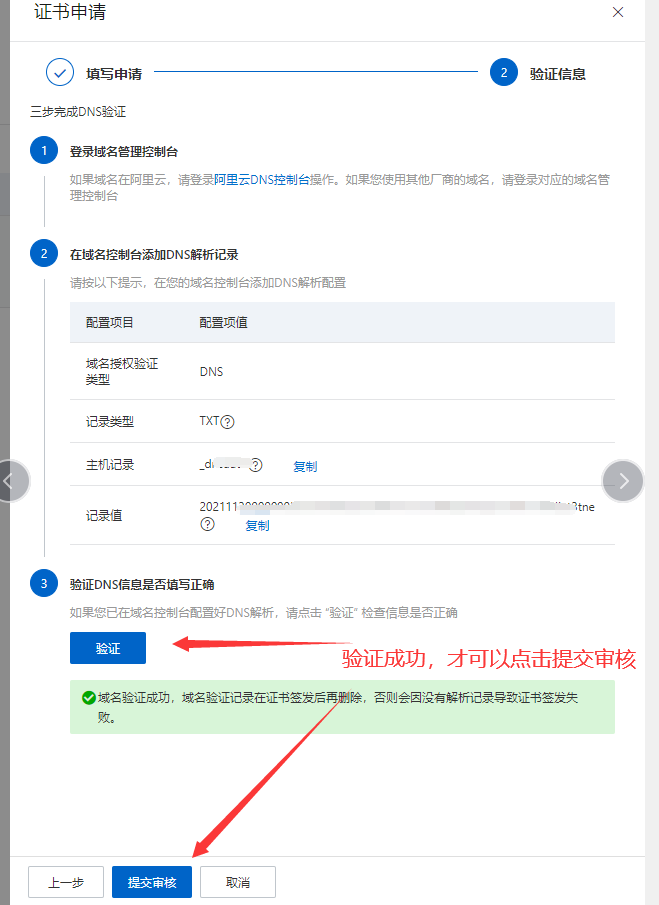 证书申请
填写申请
2
验证信息
三步完成DNS验证
1
登录域名管理控制台
如果域名在阿里云，请登录阿里云DNS控制台操作。如果您使用其他厂商的域名，请登录对应的域名管
理控制台
2
在域名控制台添加DNS解析记录
请按以下提示，在您的域名控制台添加DNS解析配置
配置项目 配置项值
域名授权验证
类型
DNS
记录类型 TXT
主机记录
复制
记录值
复制
3
验证DNS信息是否填写正确
如果您已在域名控制台配置好DNS解析，请点击 “验证” 检查信息是否正确
验证
验证成功，才可以点击提交审核
域名验证成功，域名验证记录在证书签发后再删除，否则会因没有解析记录导致证书签发失
败。
上一步 提交审核 取消